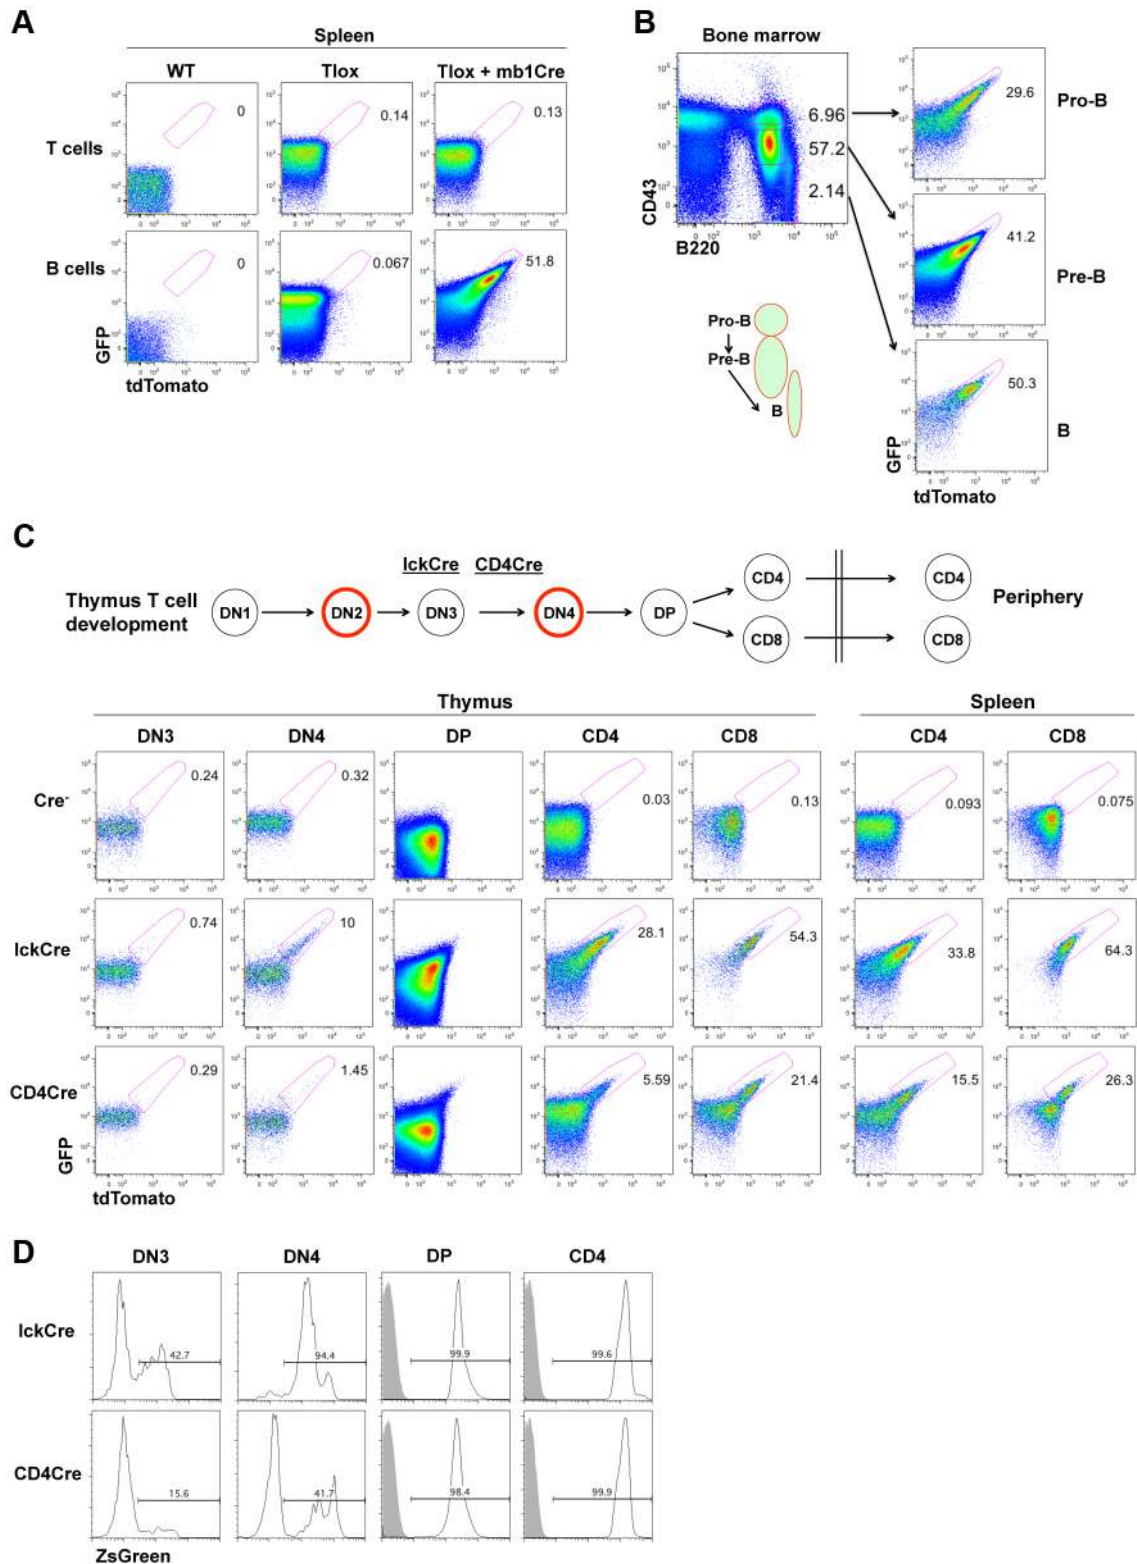 A
Spleen
WT
Tlox
Tlox + mb1Cre
T cells
0
0.14
0.13
B cells
0
0.067
51.8
GFP
tdTomato
B
Bone marrow
6.96
57.2
2.14
CD43
B220
29.6
Pro-B
41.2
Pre-B
50.3
B
GFP
tdTomato
Pro-B
Pre-B
B
C
lckCre CD4Cre
Thymus T cell
development
DN1
DN2
DN3
DN4
DP
CD4
CD8
CD4
CD8
Periphery
Thymus
Spleen
DN3
DN4
DP
CD4
CD8
CD4
CD8
Cre-
0.24
0.32
0.03
0.13
0.093
0.075
lckCre
0.74
10
28.1
54.3
33.8
64.3
CD4Cre
0.29
1.45
5.59
21.4
15.5
26.3
GFP
tdTomato
D
DN3
DN4
DP
CD4
lckCre
42.7
94.4
99.9
99.6
CD4Cre
15.6
41.7
98.4
99.9
ZsGreen